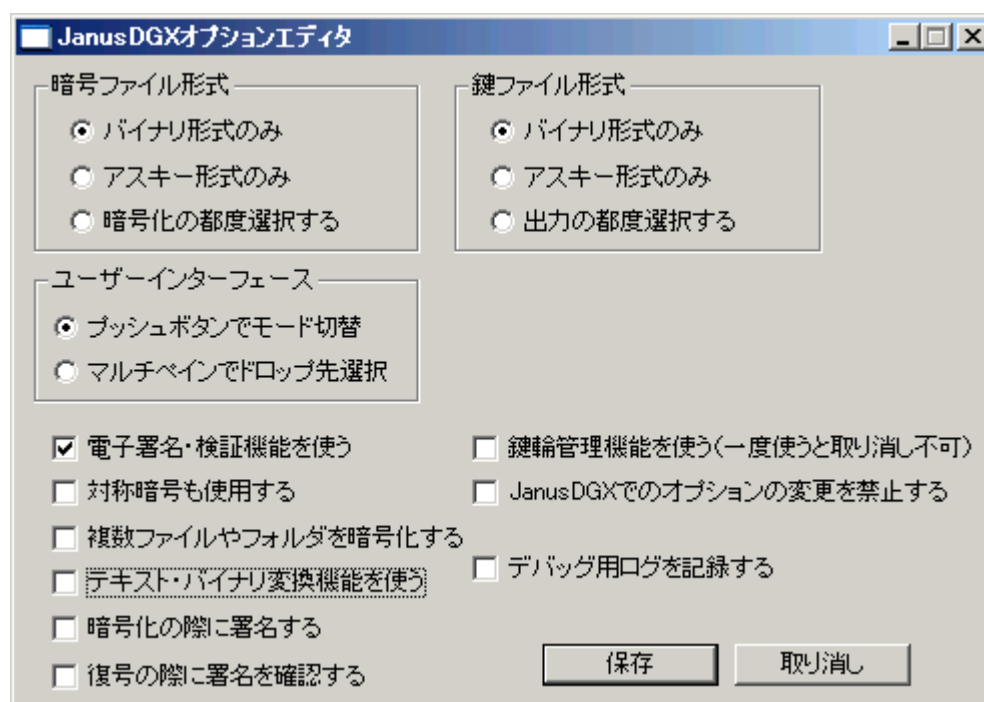 JanusDGXオプションエディタ
暗号ファイル形式
バイナリ形式のみ
アスキー形式のみ
暗号化の都度選択する
鍵ファイル形式
バイナリ形式のみ
アスキー形式のみ
出力の都度選択する
ユーザーインターフェース
プッシュボタンでモード切替
マルチペインでドロップ先選択
電子署名・検証機能を使う
対称暗号も使用する
複数ファイルやフォルダを暗号化する
テキスト・バイナリ変換機能を使う
暗号化の際に署名する
復号の際に署名を確認する
鍵輪管理機能を使う(一度使うと取り消し不可)
JanusDGXでのオプションの変更を禁止する
デバッグ用ログを記録する
保存
取り消し